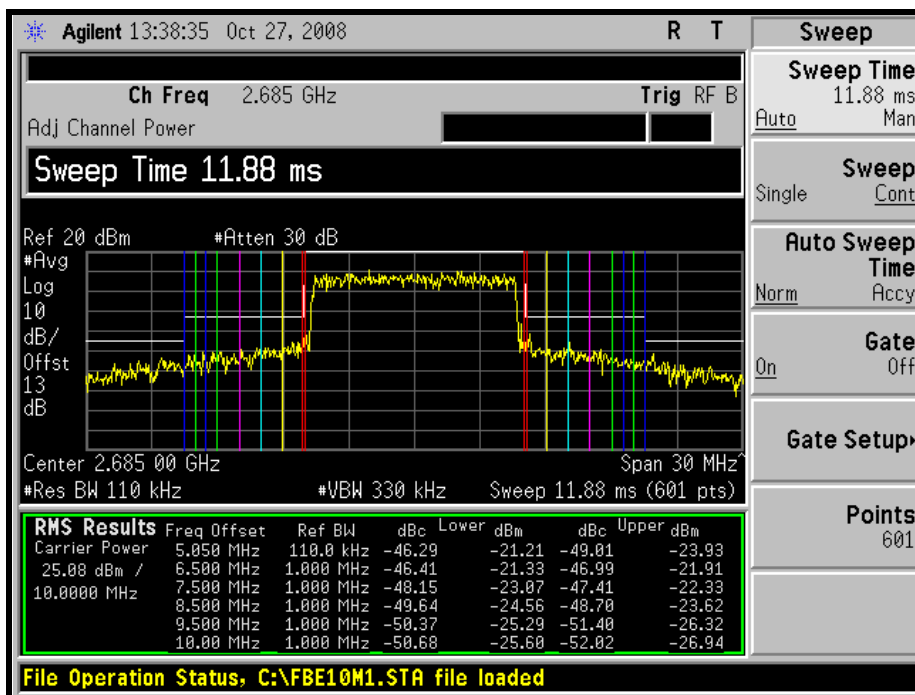 Agilent 13:38:35 Oct 27, 2008 R T
Ch Freq 2.685 GHz Trig RF B
Adj Channel Power
Sweep Time 11.88 ms
Ref 20 dBm #Atten 30 dB
#Avg
Log
10
dB/
Offst
13
dB
Center 2.685 00 GHz Span 30 MHz^
#Res BW 110 kHz #VBW 330 kHz Sweep 11.88 ms (601 pts)
RMS Results Freq Offset Ref BW dBc Lower dBm dBc Upper dBm
Carrier Power 5.050 MHz 110.0 kHz -46.29 -21.21 -49.01 -23.93
25.08 dBm / 6.500 MHz 1.000 MHz -46.41 -21.33 -46.99 -21.91
10.0000 MHz 7.500 MHz 1.000 MHz -48.15 -23.07 -47.41 -22.33
8.500 MHz 1.000 MHz -49.64 -24.56 -48.70 -23.62
9.500 MHz 1.000 MHz -50.37 -25.29 -51.40 -26.32
10.00 MHz 1.000 MHz -50.68 -25.60 -52.02 -26.94
File Operation Status, C:\FBE10M1.STA file loaded
Sweep
Sweep Time
11.88 ms
Auto Man
Sweep
Single Cont
Auto Sweep
Time
Norm Accy
Gate
On Off
Gate Setup
Points
601